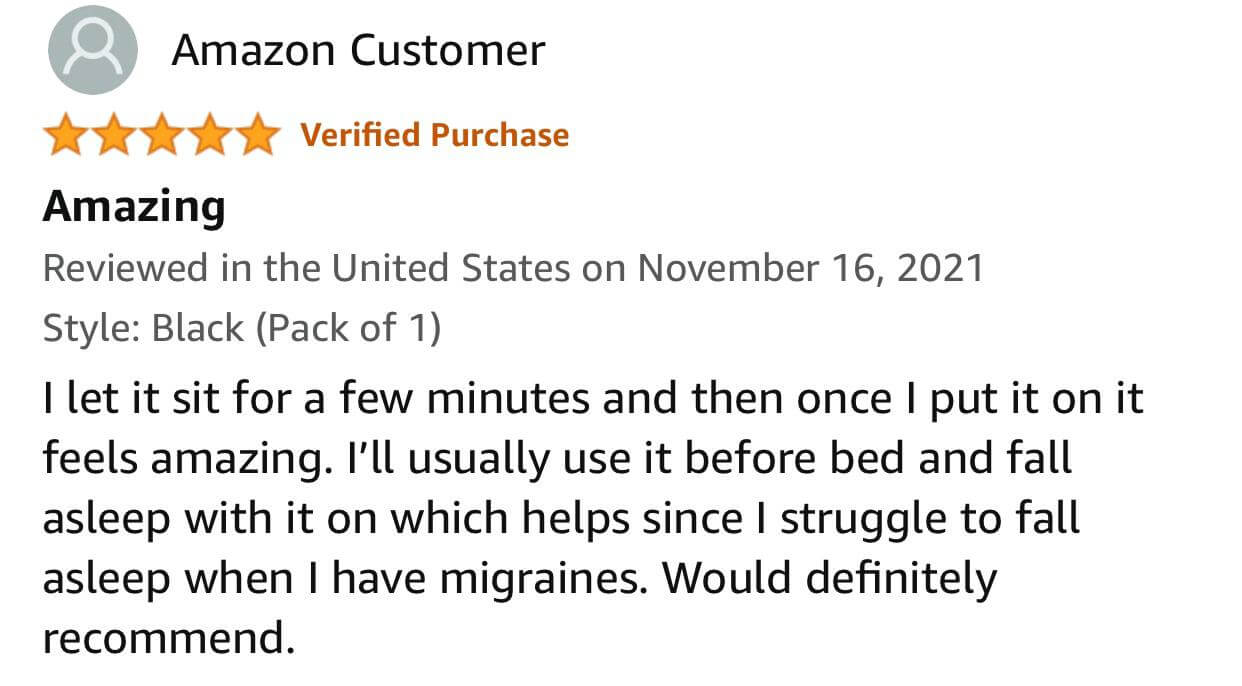 Amazon Customer
Verified Purchase
Amazing
Reviewed in the United States on November 16, 2021
Style: Black (Pack of 1)
I let it sit for a few minutes and then once I put it on it
feels amazing. I’ll usually use it before bed and fall
asleep with it on which helps since I struggle to fall
asleep when I have migraines. Would definitely
recommend.